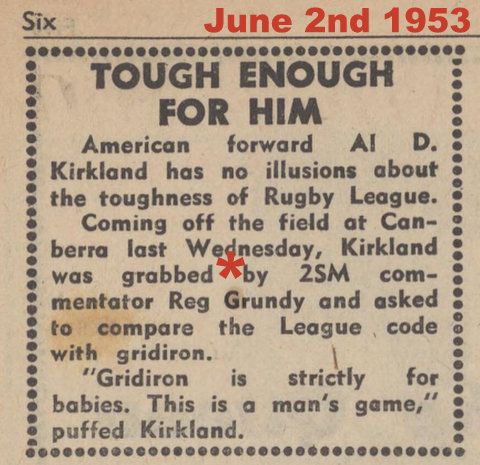 Six
June 2nd 1953
TOUGH ENOUGH
FOR HIM
American forward Al D.
Kirkland has no illusions about
the toughness of Rugby League.
Coming off the field at Can-
berra last Wednesday, Kirkland
was grabbed * by 2SM com-
mentator Reg Grundy and asked
to compare the League code
with gridiron.
"Gridiron is strictly for
babies. This is a man's game,"
puffed Kirkland.